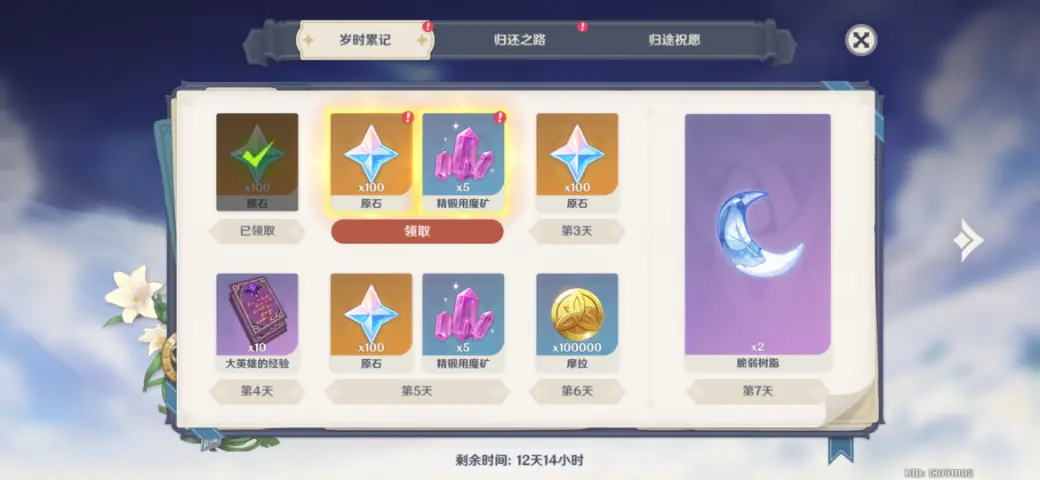 岁时累记
归还之路
归途祝愿
x100
原石
已领取
x100
原石
x5
精锻用魔矿
领取
x100
原石
第3天
x10
大英雄的经验
第4天
x100
原石
x5
精锻用魔矿
第5天
x100000
摩拉
第6天
x2
脆弱树脂
第7天
剩余时间: 12天14小时